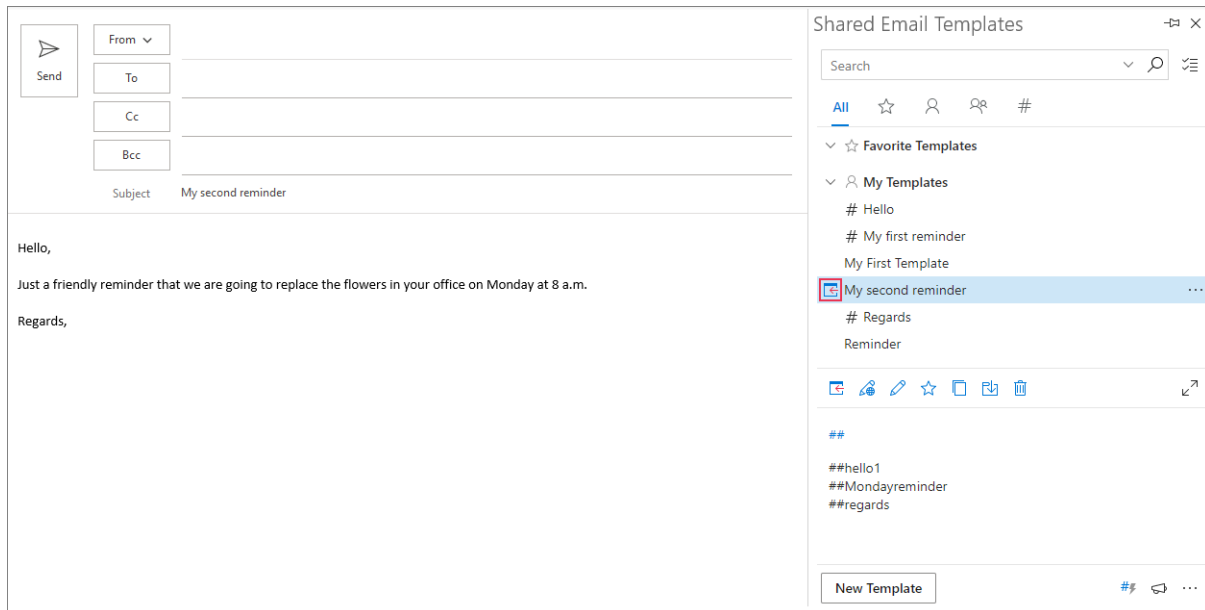 Send
From
To
Cc
Bcc
Subject My second reminder
Hello,
Just a friendly reminder that we are going to replace the flowers in your office on Monday at 8 a.m.
Regards,
Shared Email Templates
Search
All #
Favorite Templates
My Templates
# Hello
# My first reminder
My First Template
My second reminder ...
# Regards
Reminder
##
##hello1
##Mondayreminder
##regards
New Template # ...